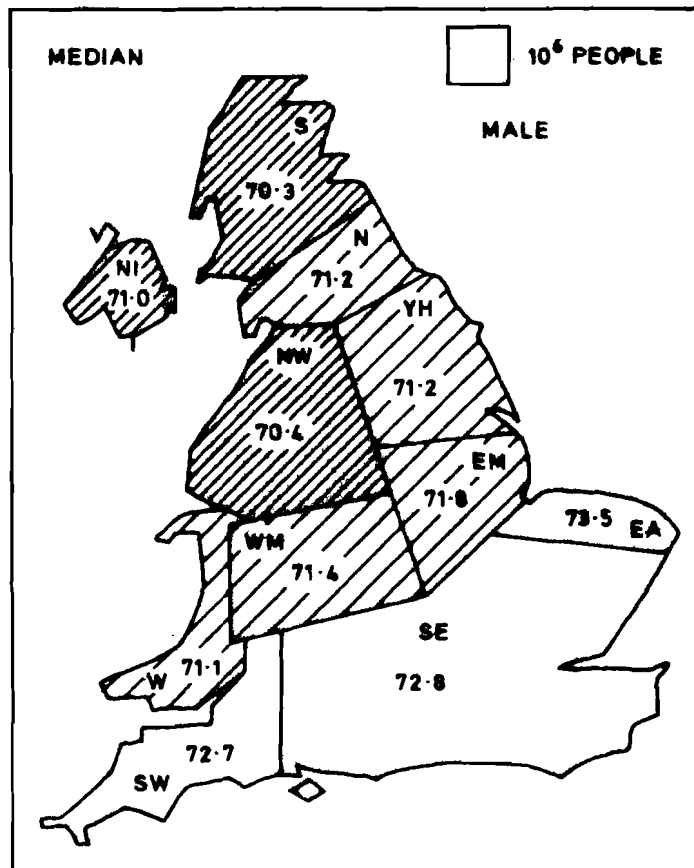 MEDIAN
10⁶ PEOPLE
MALE
S
70·3
N
71·2
NI
71·0
YH
71·2
NW
70·4
EM
71·8
73·5
EA
WM
71·4
SE
72·8
W
71·1
72·7
SW